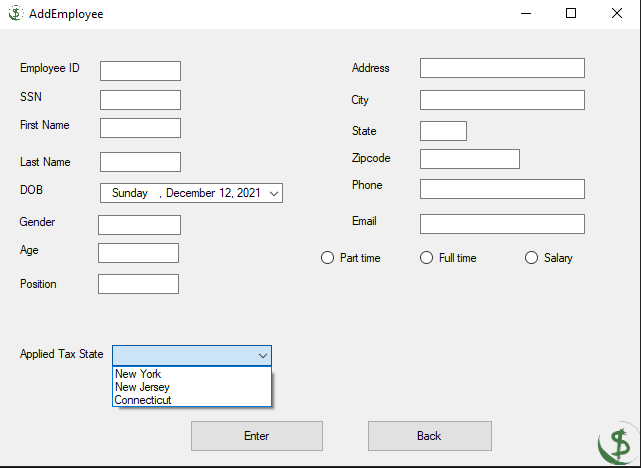 AddEmployee
Employee ID
SSN
First Name
Last Name
DOB
Sunday , December 12, 2021
Gender
Age
Position
Address
City
State
Zipcode
Phone
Email
Part time
Full time
Salary
Applied Tax State
New York
New Jersey
Connecticut
Enter
Back